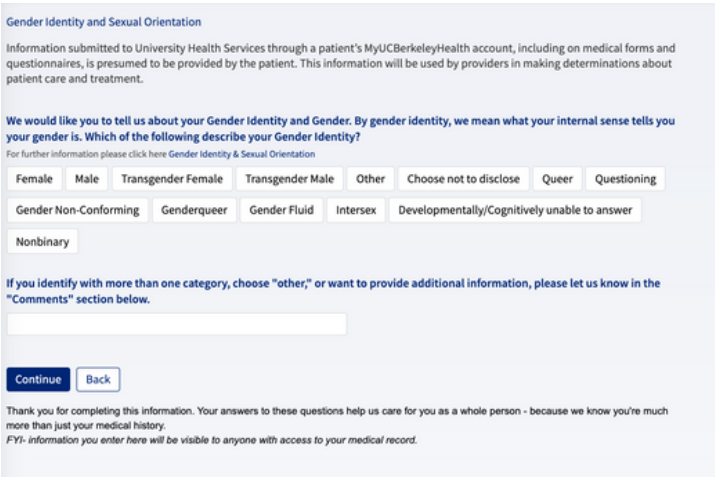 Gender Identity and Sexual Orientation
Information submitted to University Health Services through a patient's MyUCBerkeleyHealth account, including on medical forms and
questionnaires, is presumed to be provided by the patient. This information will be used by providers in making determinations about
patient care and treatment.
We would like you to tell us about your Gender Identity and Gender. By gender identity, we mean what your internal sense tells you
your gender is. Which of the following describe your Gender Identity?
For further information please click here Gender Identity & Sexual Orientation
Female Male Transgender Female Transgender Male Other Choose not to disclose Queer Questioning
Gender Non-Conforming Genderqueer Gender Fluid Intersex Developmentally/Cognitively unable to answer
Nonbinary
If you identify with more than one category, choose "other," or want to provide additional information, please let us know in the
"Comments" section below.
Continue Back
Thank you for completing this information. Your answers to these questions help us care for you as a whole person - because we know you're much
more than just your medical history.
FYI- information you enter here will be visible to anyone with access to your medical record.